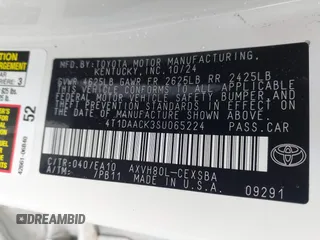 MFD. BY: TOYOTA MOTOR MANUFACTURING,
KENTUCKY, INC. 10/24
GVWR 4625LB GAWR FR 2625LB RR 2425LB
THIS VEHICLE CONFORMS TO ALL APPLICABLE
FEDERAL MOTOR VEHICLE SAFETY, BUMPER, AND
THEFT PREVENTION STANDARDS IN EFFECT ON
THE DATE OF MANUFACTURE SHOWN ABOVE.
4T1DAACK3SU065224 PASS. CAR
C/TR: 040/EA10 AXVH80L-CEXSBA
A/TM: 7PB11 MADE IN U.S.A.
09291
TOYOTA
3
52